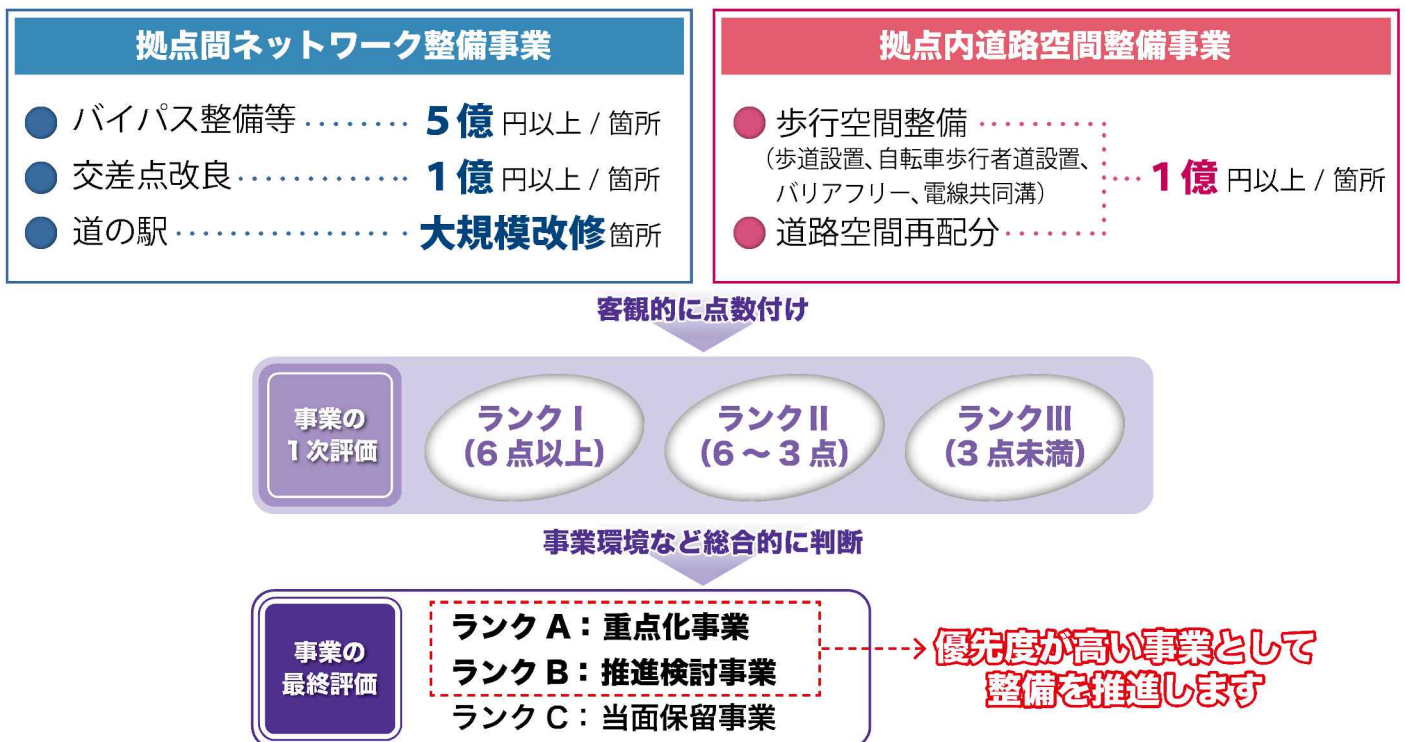 拠点間ネットワーク整備事業
バイパス整備等 ········ 5億 円以上 / 箇所
交差点改良 ············· 1億 円以上 / 箇所
道の駅 ················ 大規模改修 箇所
拠点内道路空間整備事業
歩行空間整備
（歩道設置、自転車歩行者道設置、
バリアフリー、電線共同溝）
1億 円以上 / 箇所
道路空間再配分
客観的に点数付け
事業の
1次評価
ランクⅠ
(6点以上)
ランクⅡ
(6～3点)
ランクⅢ
(3点未満)
事業環境など総合的に判断
事業の
最終評価
ランクA：重点化事業
ランクB：推進検討事業
ランクC：当面保留事業
優先度が高い事業として
整備を推進します